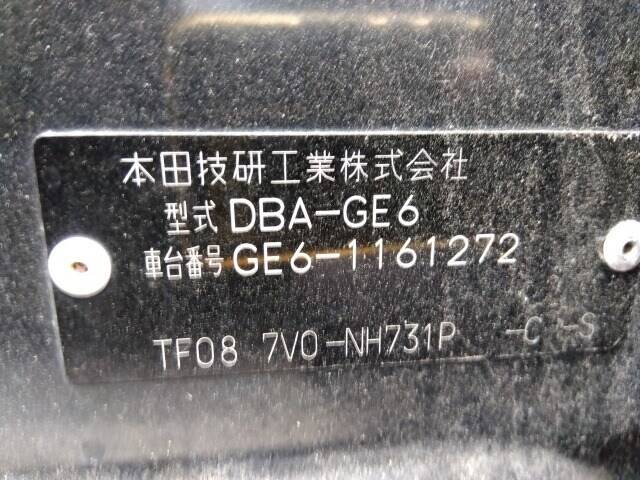 本田技研工業株式会社
型式 DBA-GE6
車台番号 GE6-1161272
TF08 7V0-NH731P -C -S